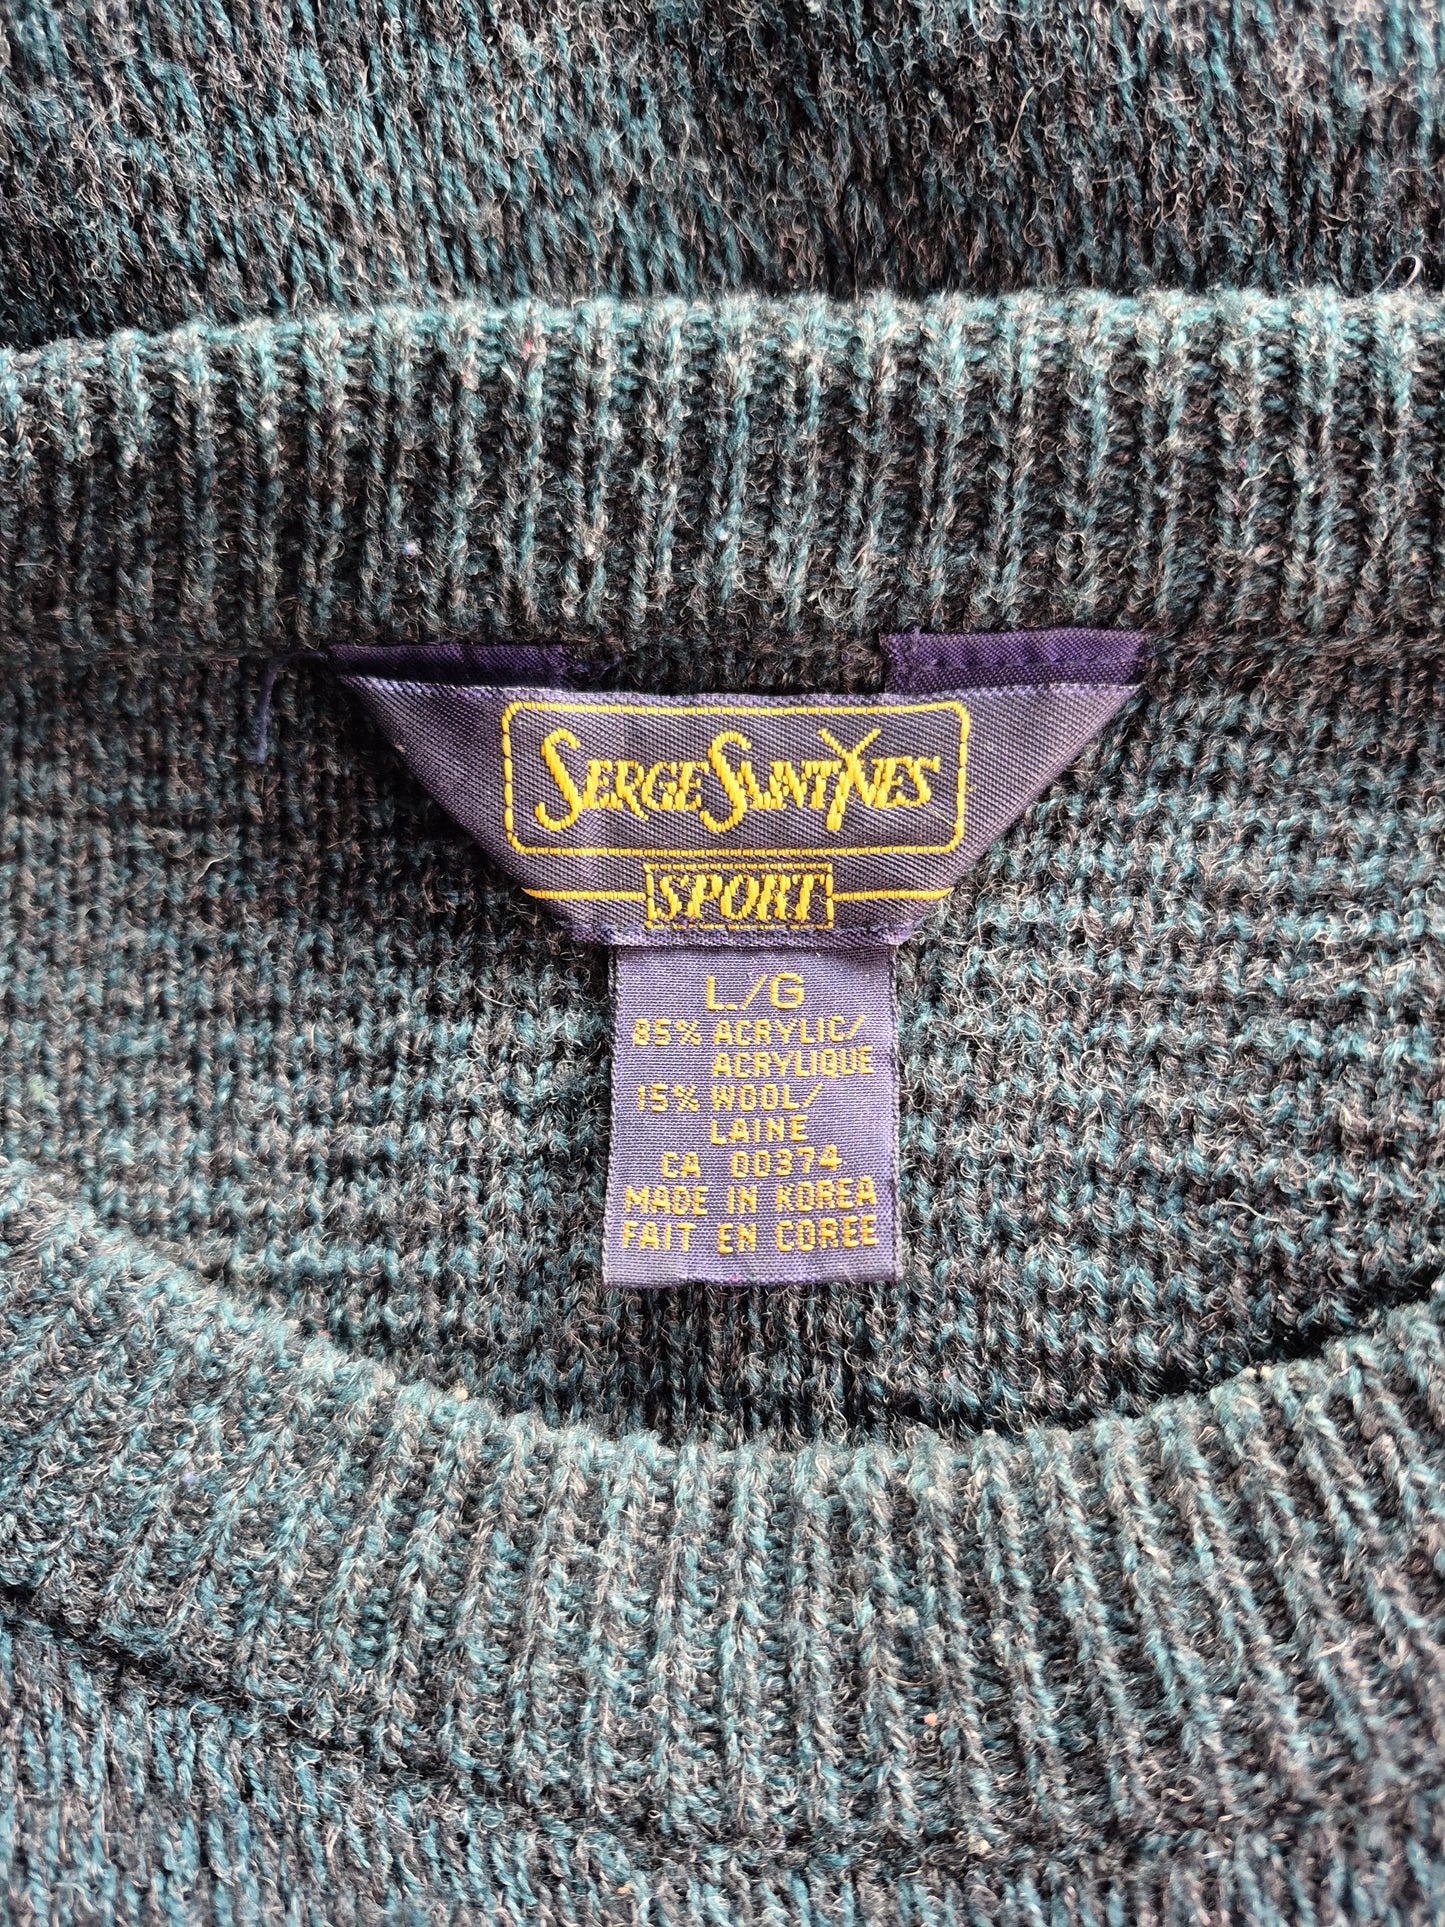 SERGE SAINT YVES
SPORT
L/G
85% ACRYLIC/
ACRYLIQUE
15% WOOL/
LAINE
CA 00374
MADE IN KOREA
FAIT EN COREE